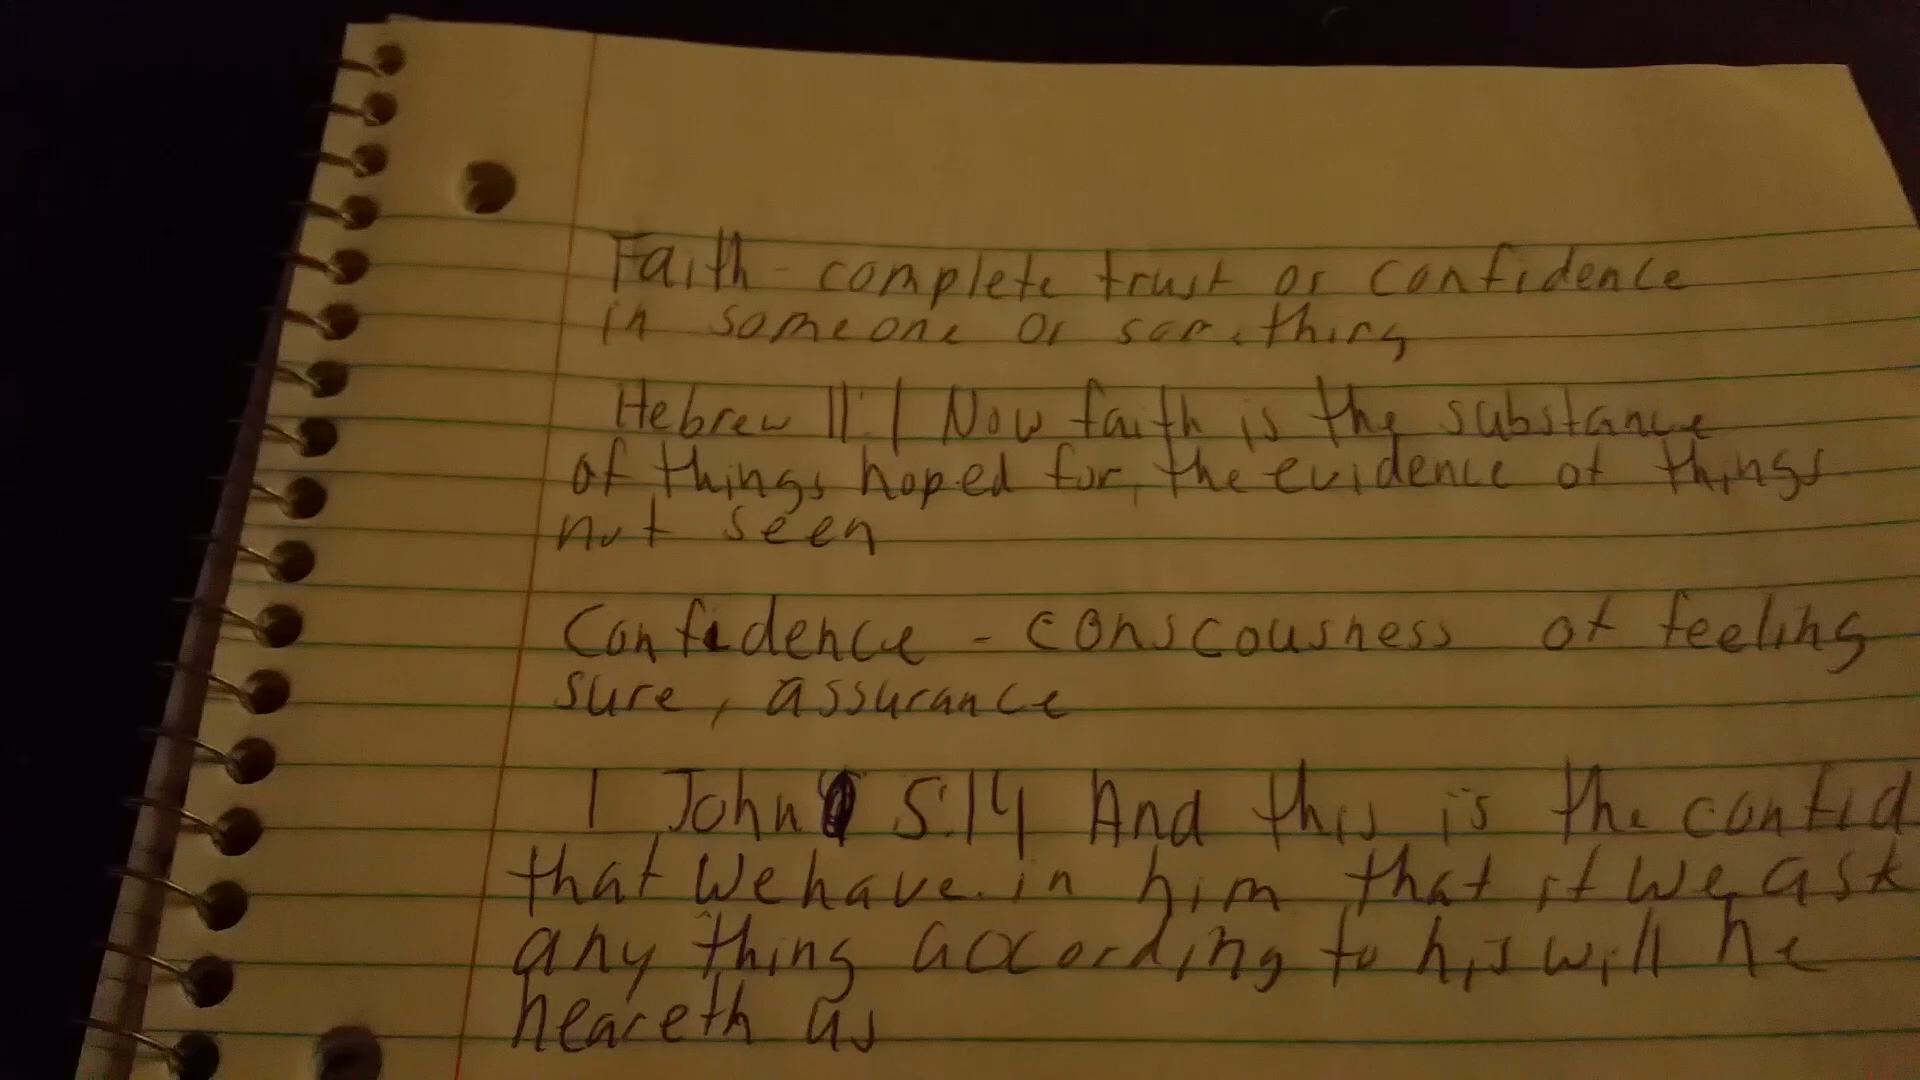 Faith - complete trust or confidence
in someone or something
Hebrew 11:1 Now faith is the substance
of things hoped for, the evidence of things
not seen
Confidence - conscousness of feeling
sure, assurance
1 John 5:14 And this is the confid
that we have in him that if we ask
any thing according to his will he
heareth us